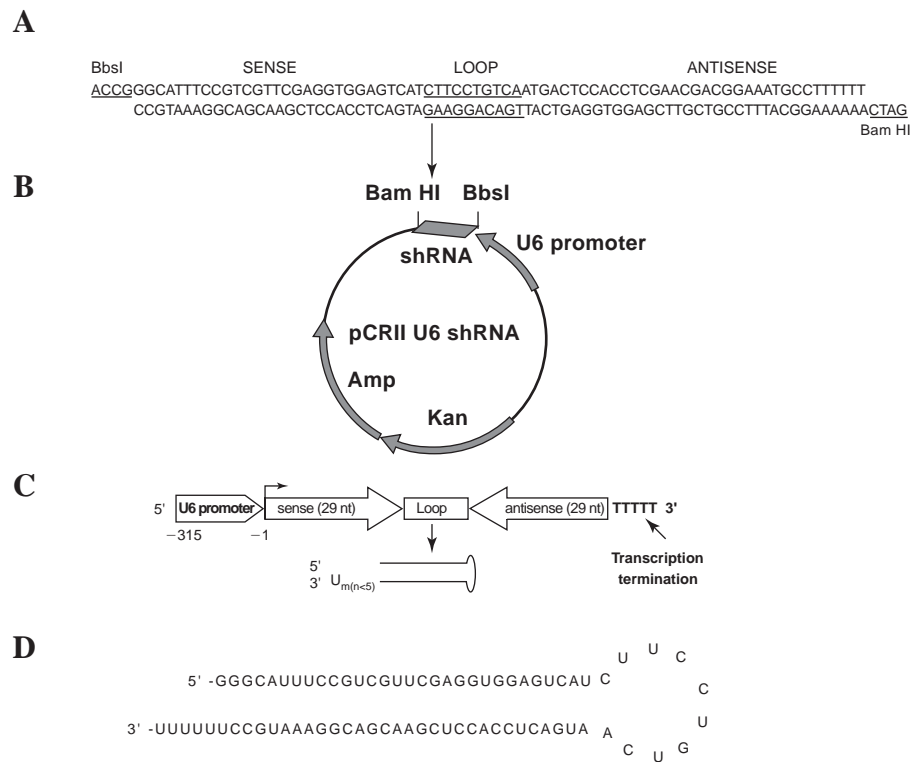 A
BbsI SENSE LOOP ANTISENSE
ACCGGGCATTTCCGTCGTTCGAGGTGGAGTCATCTTCCTGTCAATGACTCCACCTCGAACGACGGAAATGCCTTTTTT
CCGTAAAGGCAGCAAGCTCCACCTCAGTAGAAGGACAGTTACTGAGGTGGAGCTTGCTGCCTTTACGGAAAAAACTAG
Bam HI
B
Bam HI BbsI
U6 promoter
shRNA
pCRII U6 shRNA
Amp
Kan
C
5' U6 promoter sense (29 nt) Loop antisense (29 nt) TTTTT 3'
−315 −1
Transcription
termination
5'
3' Um(n<5)
D
5' -GGGCAUUUCCGUCGUUCGAGGUGGAGUCAU C U U C C U G U C A
3' -UUUUUUCCGUAAAGGCAGCAAGCUCCACCUCAGUA